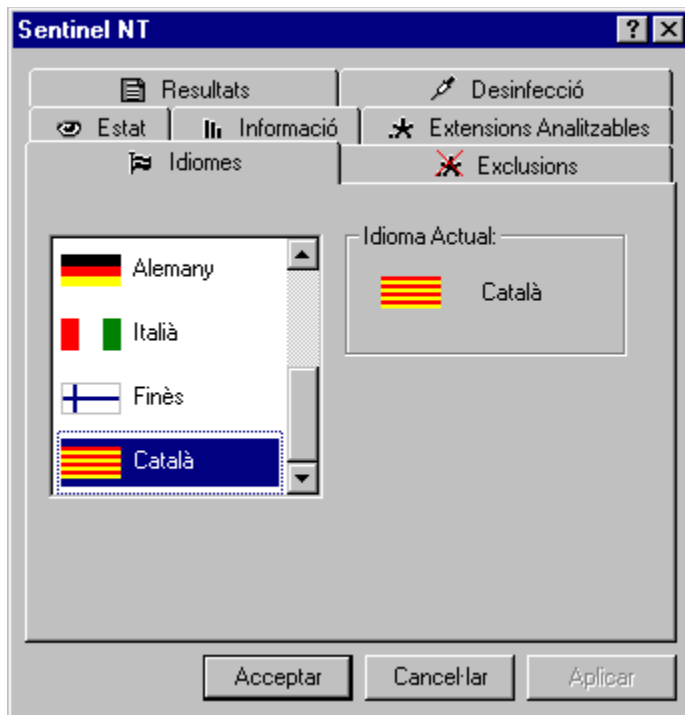 Sentinel NT
Resultats Desinfecció
Estat Informació Extensions Analitzables
Idiomes Exclusions
Idioma Actual:
Alemany
Català
Italià
Finès
Català
Acceptar Cancel·lar Aplicar